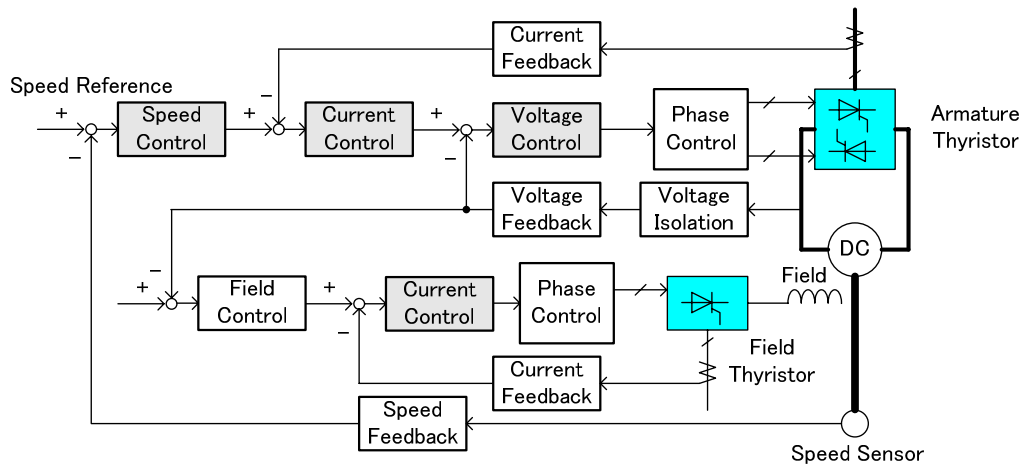 Current
Feedback
Speed Reference
+
−
+
−
+
−
Speed
Control
Current
Control
Voltage
Control
Phase
Control
Armature
Thyristor
Voltage
Feedback
Voltage
Isolation
DC
Field
+
−
Field
Control
+
−
Current
Control
Phase
Control
Field
Thyristor
Current
Feedback
Speed
Feedback
Speed Sensor